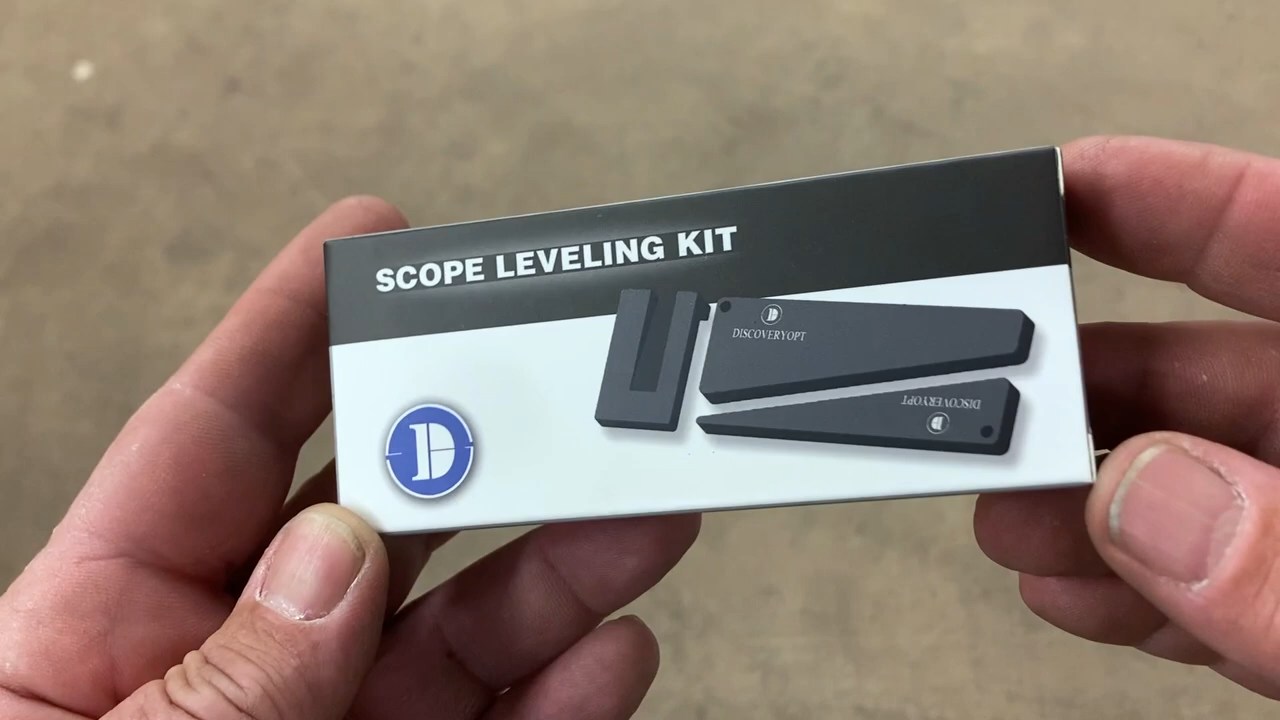 SCOPE LEVELING KIT
D
DISCOVERYOPT
D
DISCOVERYOPT
D